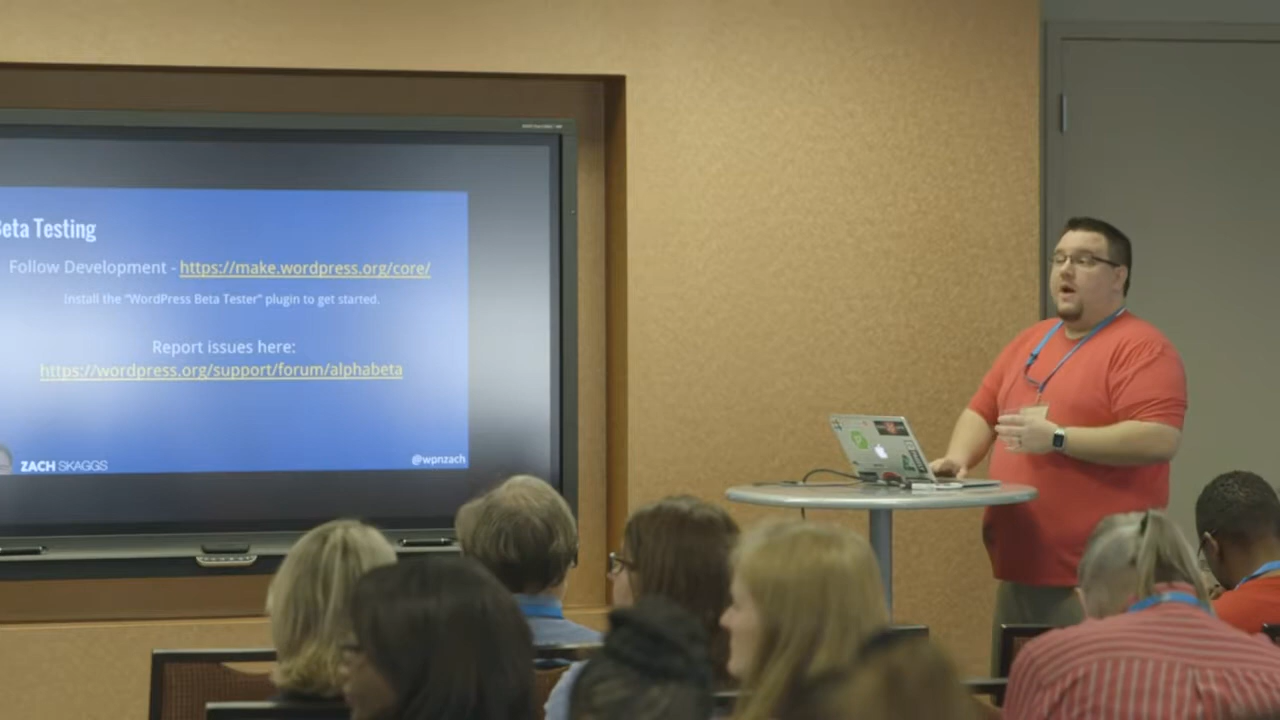 eta Testing
Follow Development - https://make.wordpress.org/core/
Install the "WordPress Beta Tester" plugin to get started.
Report issues here:
https://wordpress.org/support/forum/alphabeta
ZACH SKAGGS
@wpnzach